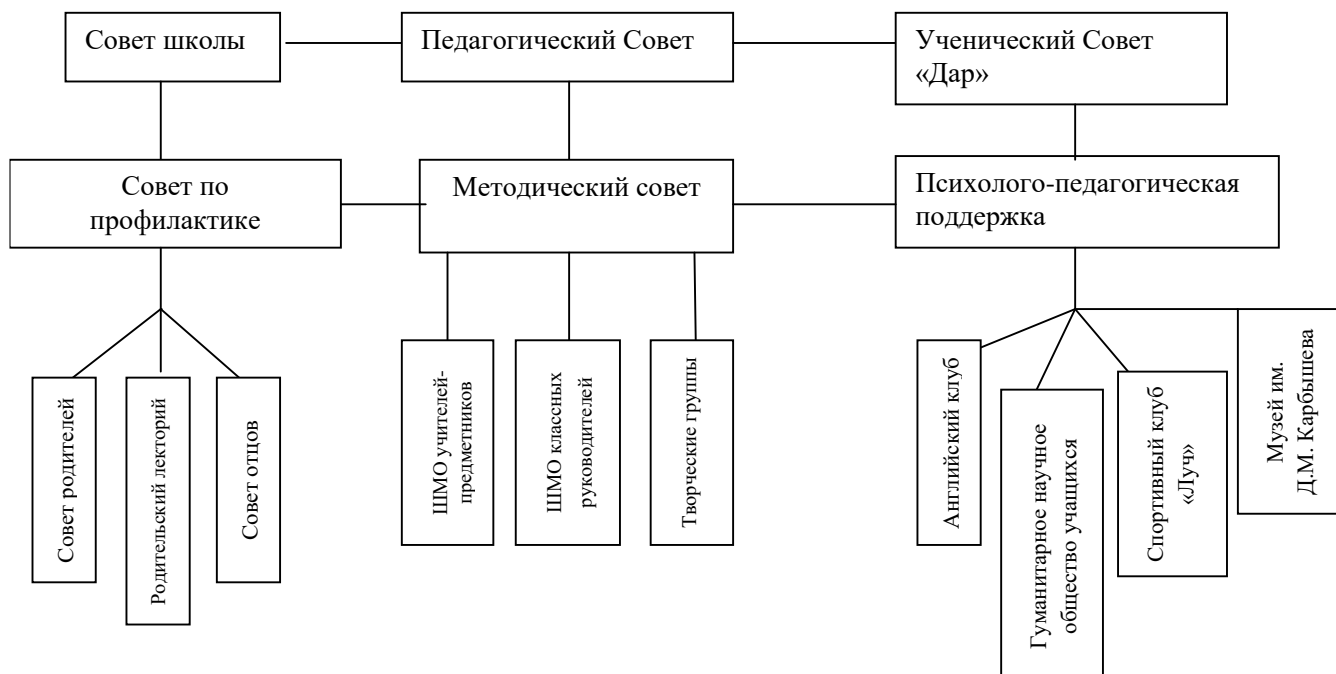 Совет школы
Педагогический Совет
Ученический Совет
«Дар»
Совет по
профилактике
Методический совет
Психолого-педагогическая
поддержка
Совет родителей
Родительский лекторий
Совет отцов
ШМО учителей-
предметников
ШМО классных
руководителей
Творческие группы
Английский клуб
Гуманитарное научное
общество учащихся
Спортивный клуб
«Луч»
Музей им.
Д.М. Карбышева